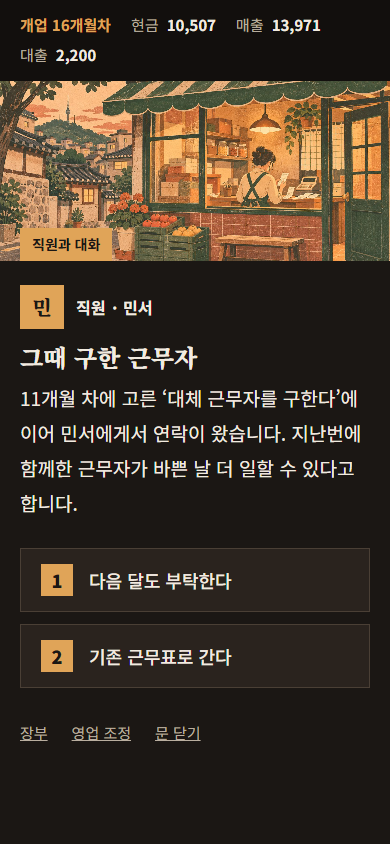 개업 16개월차 현금 10,507 매출 13,971
대출 2,200
직원과 대화
민 직원 · 민서
그때 구한 근무자
11개월 차에 고른 ‘대체 근무자를 구한다’에
이어 민서에게서 연락이 왔습니다. 지난번에
함께한 근무자가 바쁜 날 더 일할 수 있다고
합니다.
1 다음 달도 부탁한다
2 기존 근무표로 간다
장부 영업 조정 문 닫기